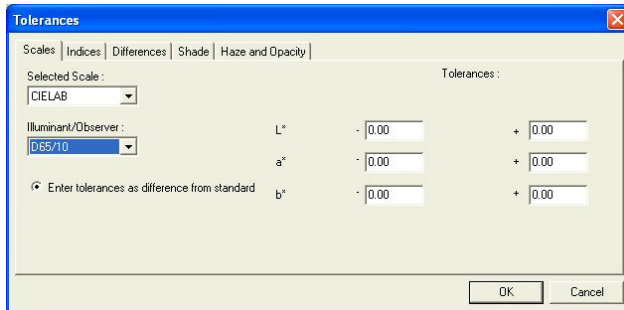 Tolerances
Scales Indices Differences Shade Haze and Opacity
Selected Scale : Tolerances :
CIELAB
Illuminant/Observer :
D65/10
L* - 0.00 + 0.00
a* - 0.00 + 0.00
Enter tolerances as difference from standard
b* - 0.00 + 0.00
OK Cancel